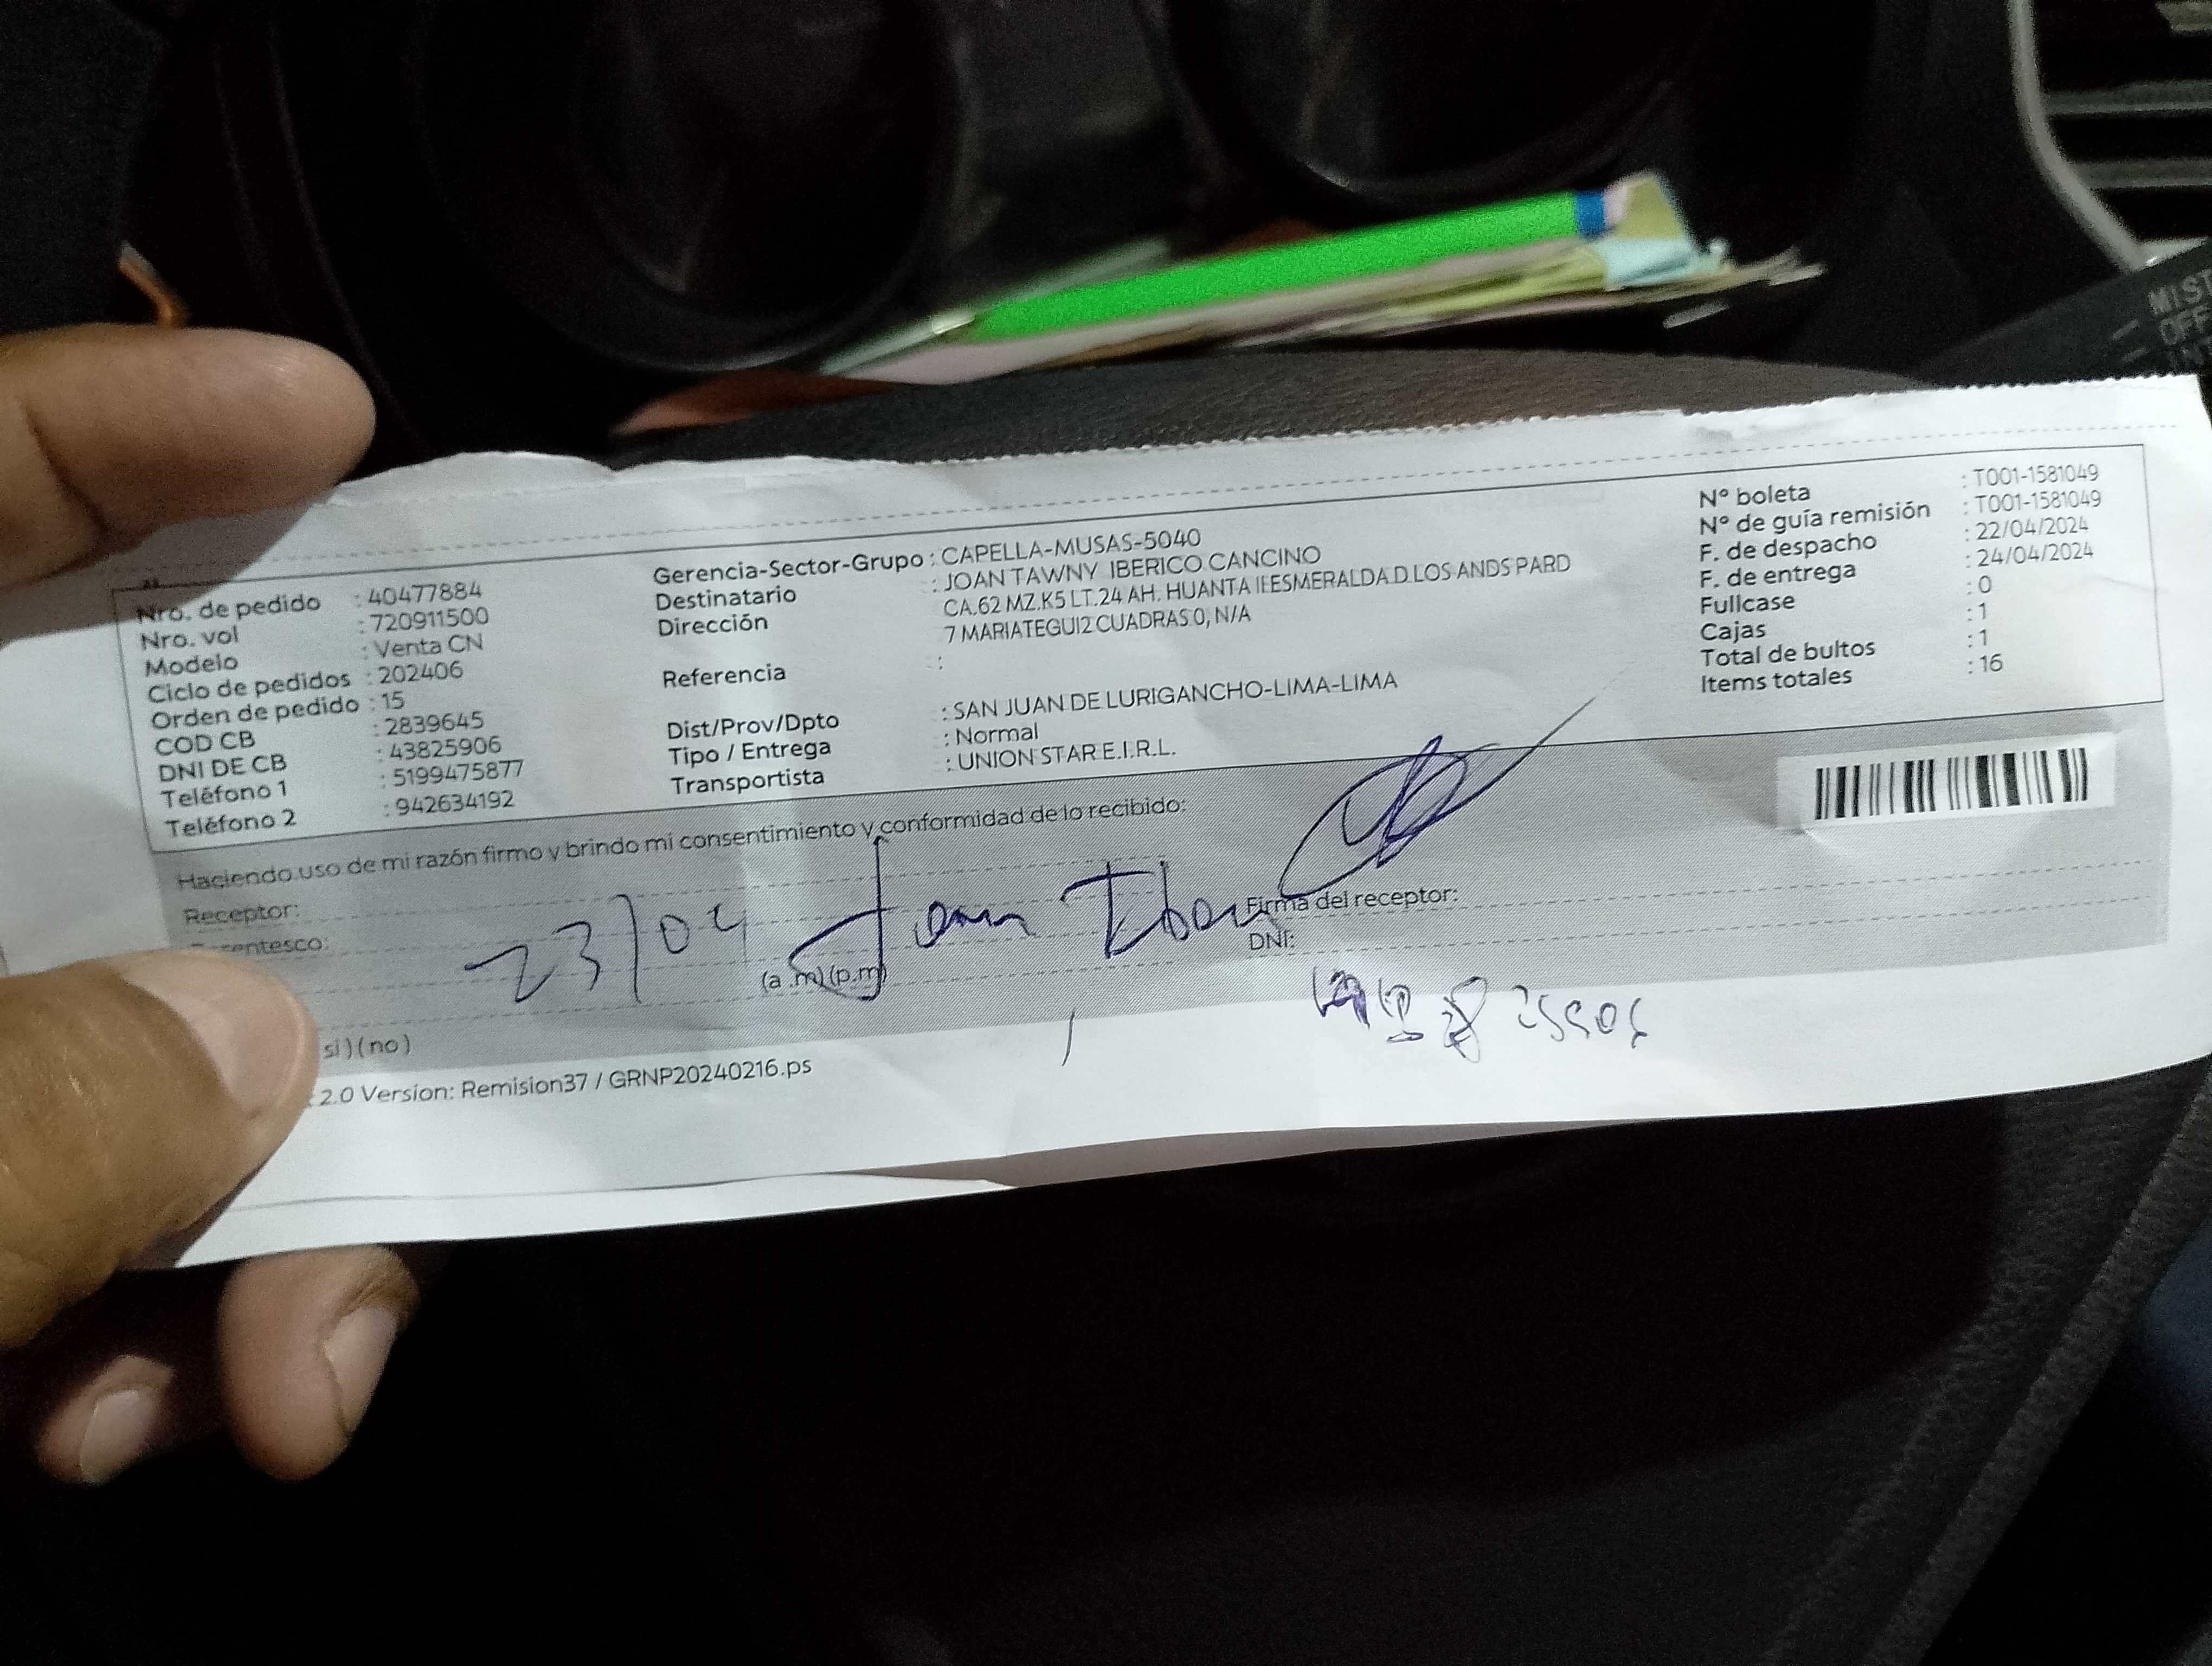 Nro. de pedido : 40477884
Nro. vol : 720911500
Modelo : Venta CN
Ciclo de pedidos : 202406
Orden de pedido : 15
COD CB : 2839645
DNI DE CB : 43825906
Teléfono 1 : 5199475877
Teléfono 2 : 942634192
Gerencia-Sector-Grupo : CAPELLA-MUSAS-5040
Destinatario : JOAN TAWNY IBERICO CANCINO
Dirección CA.62 MZ.K5 LT.24 AH. HUANTA II ESMERALDA D LOS ANDS PARD
7 MARIATEGUI 2 CUADRAS 0, N/A
Referencia :
Dist/Prov/Dpto : SAN JUAN DE LURIGANCHO-LIMA-LIMA
Tipo / Entrega : Normal
Transportista : UNION STAR E.I.R.L.
N° boleta : T001-1581049
N° de guía remisión : T001-1581049
F. de despacho : 22/04/2024
F. de entrega : 24/04/2024
Fullcase : 0
Cajas : 1
Total de bultos : 1
Items totales : 16
Haciendo uso de mi razón firmo y brindo mi consentimiento y conformidad de lo recibido:
Receptor:
Firma del receptor:
DNI:
23/04 Joan
(a.m)(p.m)
si)(no)
2.0 Version: Remision37 / GRNP20240216.ps
MIST